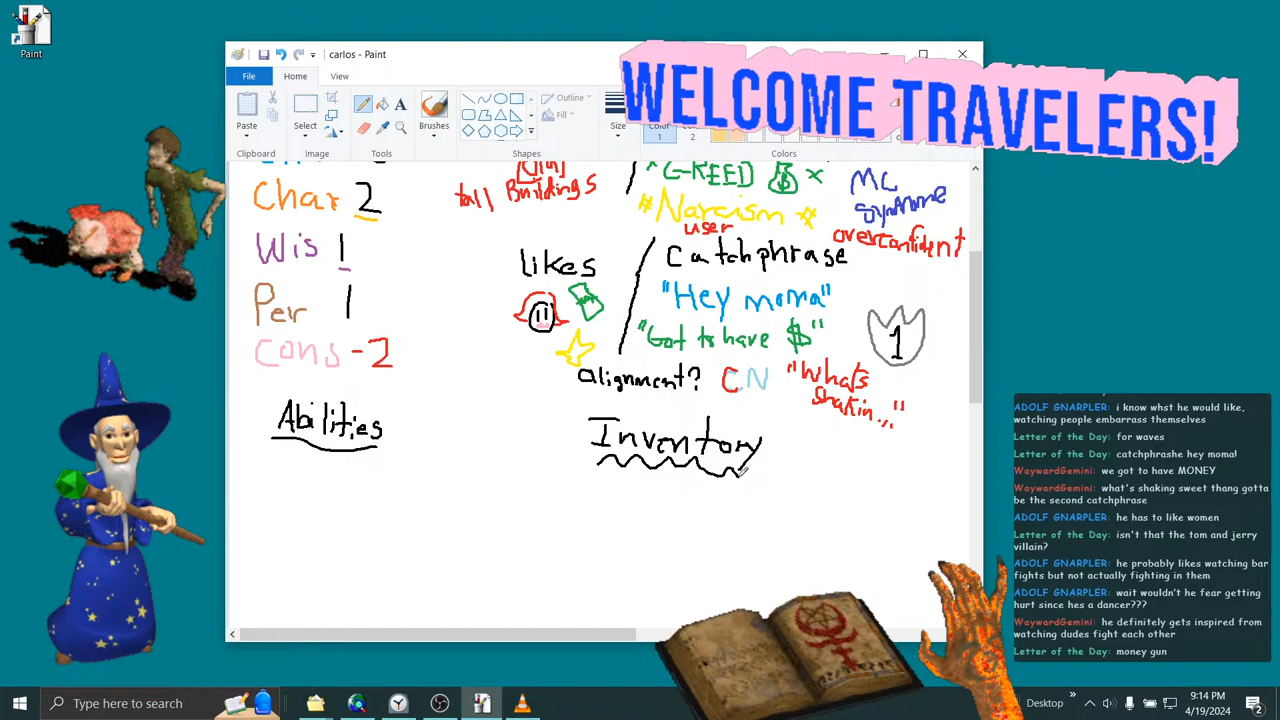 Paint
carlos - Paint
WELCOME TRAVELERS!
File
Home
View
Paste
Select
Brushes
Outline
Fill
Size
Color
1
2
Clipboard
Image
Tools
Shapes
Colors
Char 2
Wis 1
Per 1
Cons -2
Abilities
tall Buildings
x GREED $ x
#Narcism#
user
MC
Syndrome
overconfident
likes
Catchphrase
"Hey moma"
"Got to have $"
1
alignment? CN
"Whats
shakin..."
Inventory
ADOLF GNARPLER: i know whst he would like,
watching people embarrass themselves
Letter of the Day: for waves
Letter of the Day: catchphrashe hey moma!
WaywardGemini: we got to have MONEY
WaywardGemini: what's shaking sweet thang gotta
be the second catchphrase
ADOLF GNARPLER: he has to like women
Letter of the Day: isn't that the tom and jerry
villain?
ADOLF GNARPLER: he probably likes watching bar
fights but not actually fighting in them
ADOLF GNARPLER: wait wouldn't he fear getting
hurt since hes a dancer???
WaywardGemini: he definitely gets inspired from
watching dudes fight each other
Letter of the Day: money gun
Type here to search
Desktop
9:14 PM
4/19/2024
2